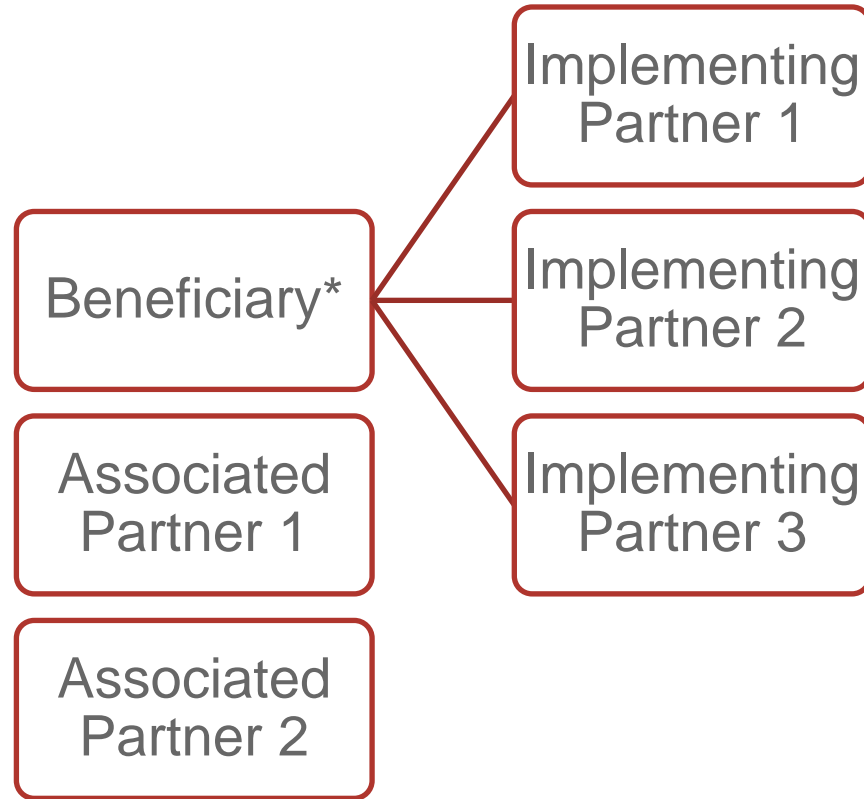 Beneficiary*
Associated
Partner 1
Associated
Partner 2
Implementing
Partner 1
Implementing
Partner 2
Implementing
Partner 3